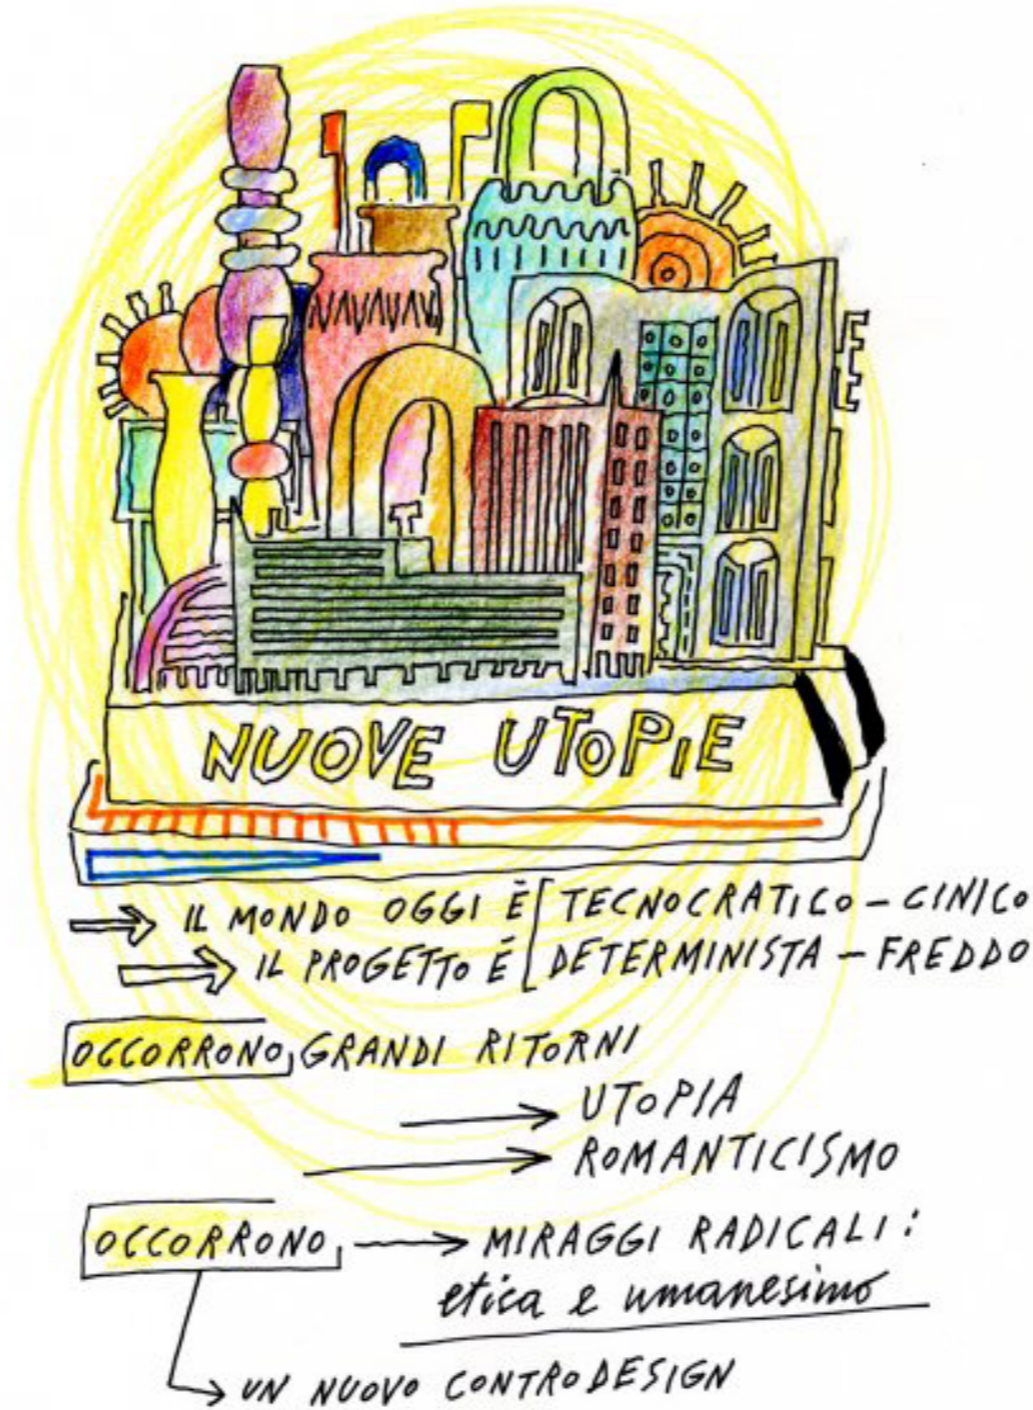 NUOVE UTOPIE
IL MONDO OGGI È TECNOCRATICO - CINICO
IL PROGETTO È DETERMINISTA - FREDDO
OCCORRONO GRANDI RITORNI
UTOPIA
ROMANTICISMO
OCCORRONO MIRAGGI RADICALI:
etica e umanesimo
UN NUOVO CONTRODESIGN